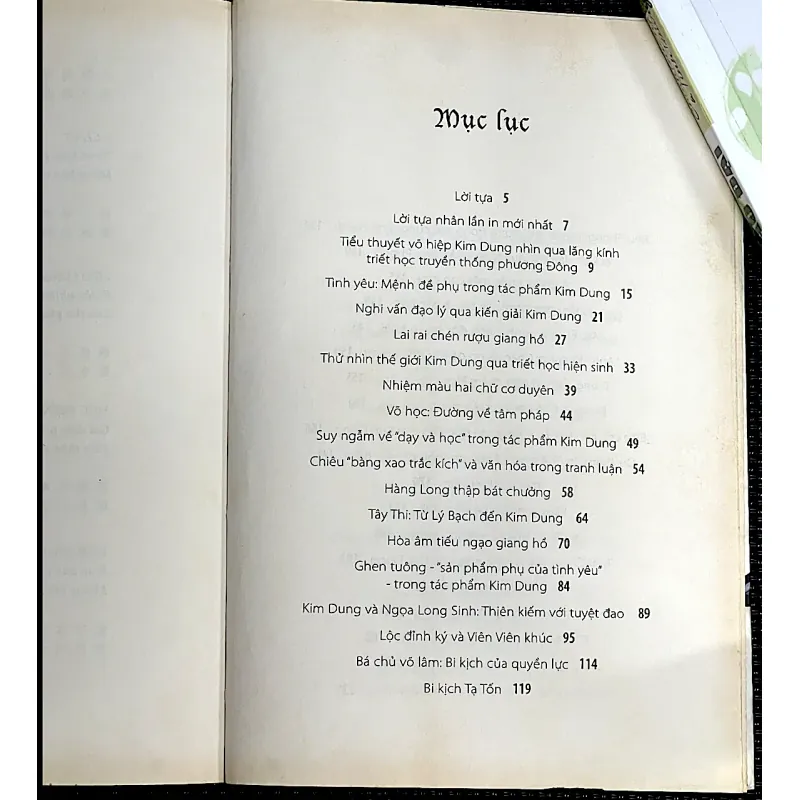 Mục lục
Lời tựa 5
Lời tựa nhân lần in mới nhất 7
Tiểu thuyết võ hiệp Kim Dung nhìn qua lăng kính
triết học truyền thống phương Đông 9
Tình yêu: Mệnh đề phụ trong tác phẩm Kim Dung 15
Nghi vấn đạo lý qua kiến giải Kim Dung 21
Lai rai chén rượu giang hồ 27
Thử nhìn thế giới Kim Dung qua triết học hiện sinh 33
Nhiệm màu hai chữ cơ duyên 39
Võ học: Đường về tâm pháp 44
Suy ngẫm về "dạy và học" trong tác phẩm Kim Dung 49
Chiêu "bàng xao trắc kích" và văn hóa trong tranh luận 54
Hàng Long thập bát chưởng 58
Tây Thi: Từ Lý Bạch đến Kim Dung 64
Hòa âm tiếu ngạo giang hồ 70
Ghen tuông - "sản phẩm phụ của tình yêu"
- trong tác phẩm Kim Dung 84
Kim Dung và Ngọa Long Sinh: Thiên kiếm với tuyệt đao 89
Lộc đỉnh ký và Viên Viên khúc 95
Bá chủ võ lâm: Bi kịch của quyền lực 114
Bi kịch Tạ Tốn 119